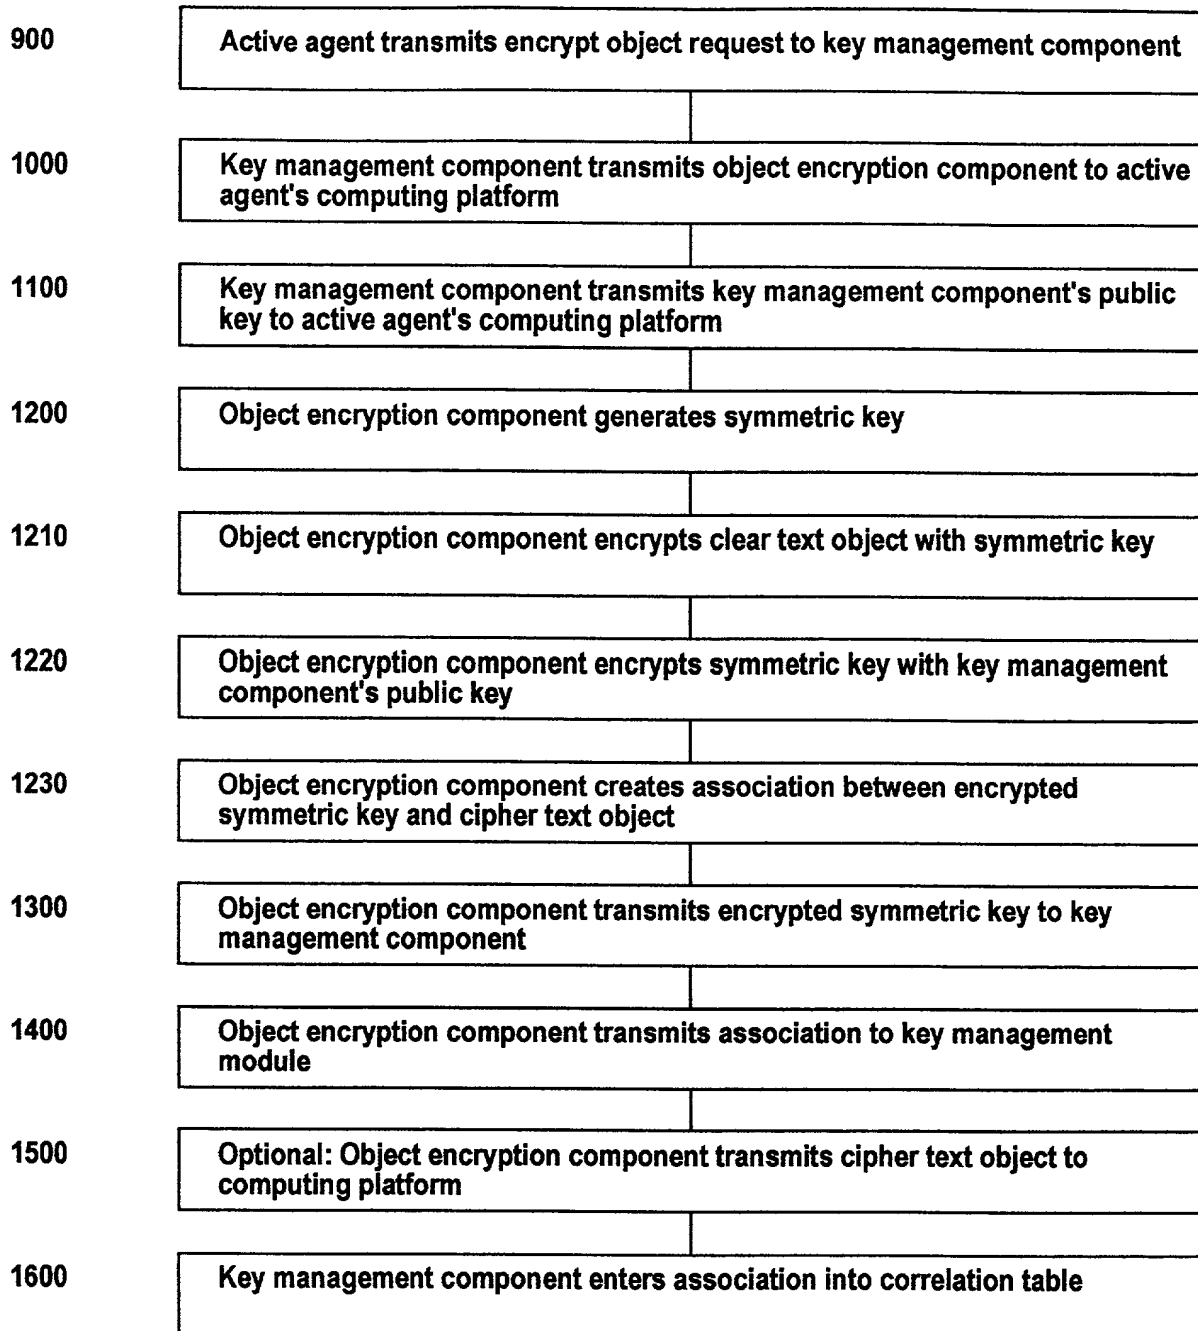 900
Active agent transmits encrypt object request to key management component
1000
Key management component transmits object encryption component to active
agent's computing platform
1100
Key management component transmits key management component's public
key to active agent's computing platform
1200
Object encryption component generates symmetric key
1210
Object encryption component encrypts clear text object with symmetric key
1220
Object encryption component encrypts symmetric key with key management
component's public key
1230
Object encryption component creates association between encrypted
symmetric key and cipher text object
1300
Object encryption component transmits encrypted symmetric key to key
management component
1400
Object encryption component transmits association to key management
module
1500
Optional: Object encryption component transmits cipher text object to
computing platform
1600
Key management component enters association into correlation table